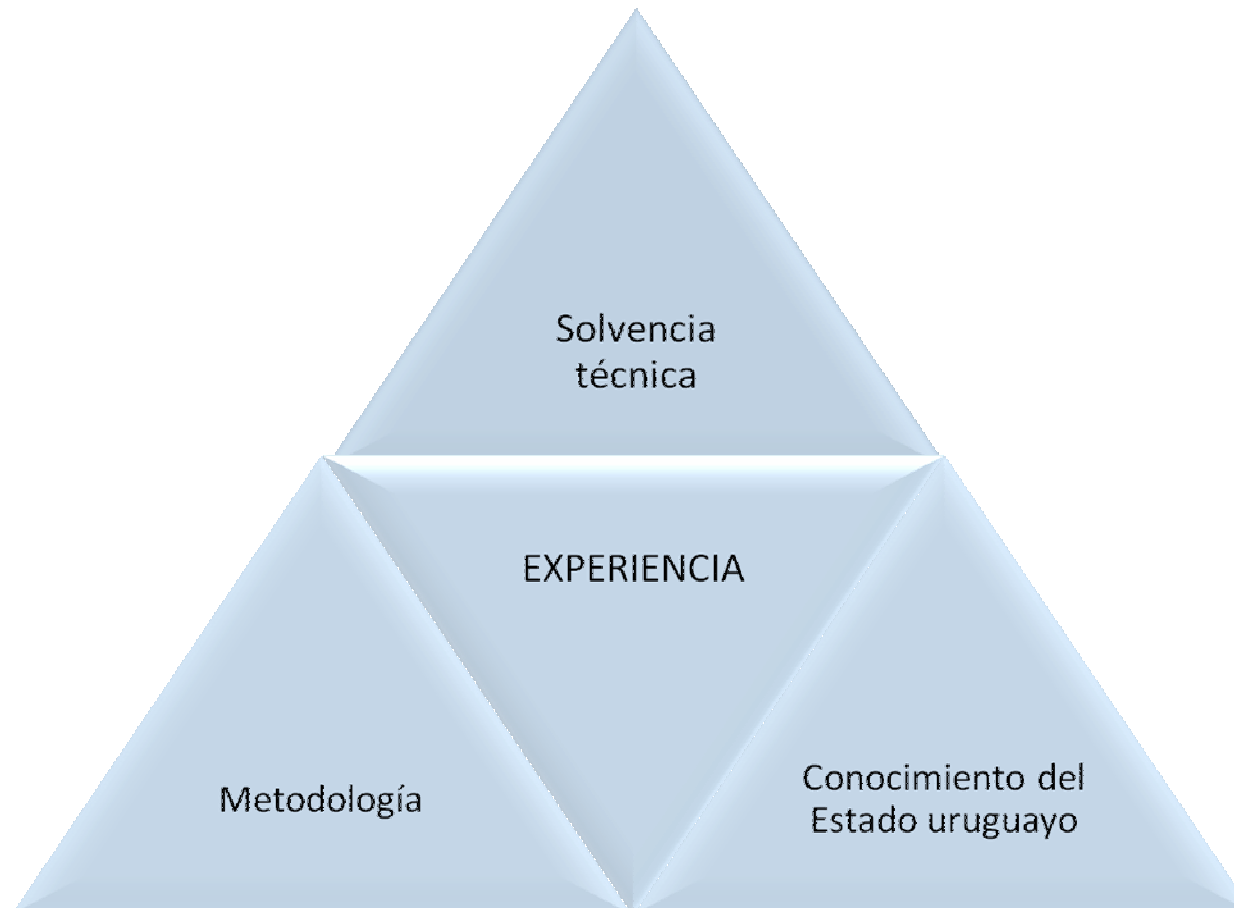 Solvencia
técnica
EXPERIENCIA
Metodología
Conocimiento del
Estado uruguayo